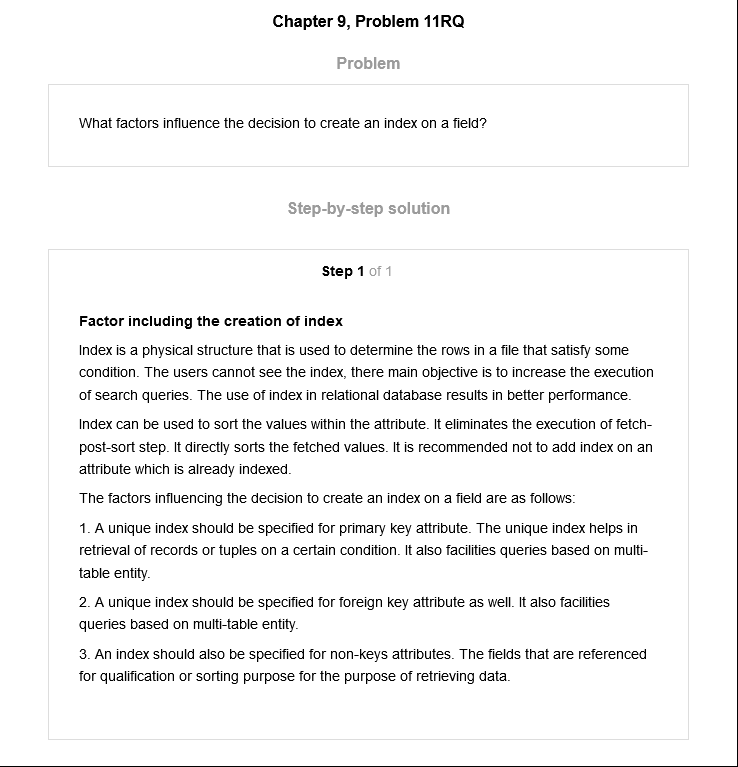 Chapter 9, Problem 11RQ
Problem
What factors influence the decision to create an index on a field?
Step-by-step solution
Step 1 of 1
Factor including the creation of index
Index is a physical structure that is used to determine the rows in a file that satisfy some
condition. The users cannot see the index, there main objective is to increase the execution
of search queries. The use of index in relational database results in better performance.
Index can be used to sort the values within the attribute. It eliminates the execution of fetch-
post-sort step. It directly sorts the fetched values. It is recommended not to add index on an
attribute which is already indexed.
The factors influencing the decision to create an index on a field are as follows:
1. A unique index should be specified for primary key attribute. The unique index helps in
retrieval of records or tuples on a certain condition. It also facilities queries based on multi-
table entity.
2. A unique index should be specified for foreign key attribute as well. It also facilities
queries based on multi-table entity.
3. An index should also be specified for non-keys attributes. The fields that are referenced
for qualification or sorting purpose for the purpose of retrieving data.